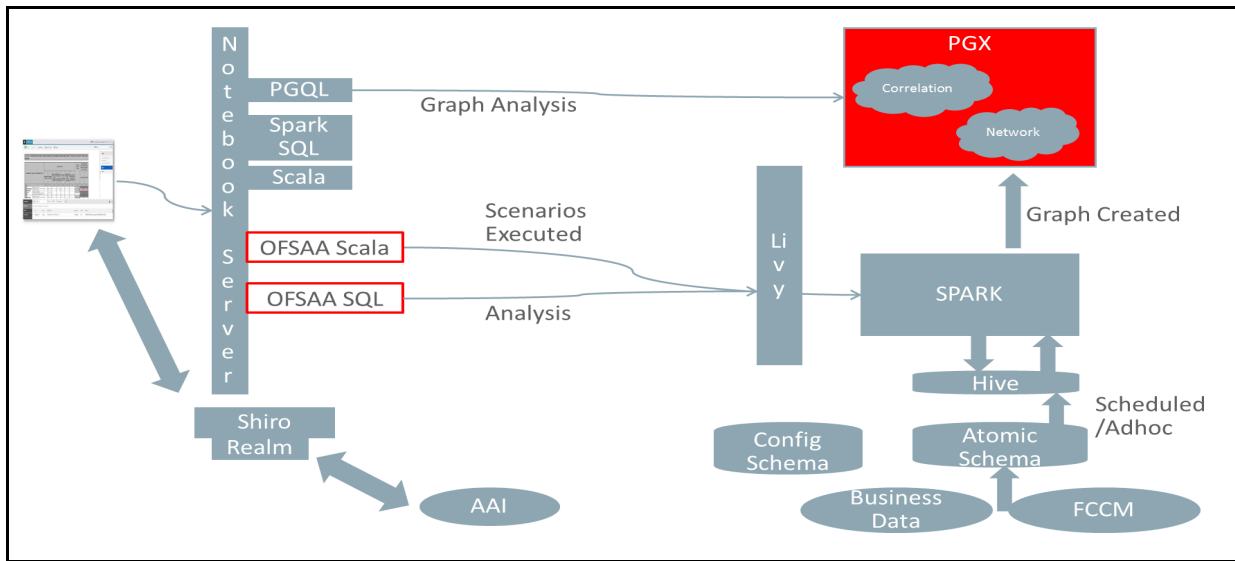 Notebook Server
PGQL
Spark
SQL
Scala
OFSAA Scala
OFSAA SQL
Graph Analysis
Scenarios
Executed
Analysis
Livy
PGX
Correlation
Network
Graph Created
SPARK
Hive
Scheduled
/Adhoc
Config
Schema
Atomic
Schema
Business
Data
FCCM
Shiro
Realm
AAI